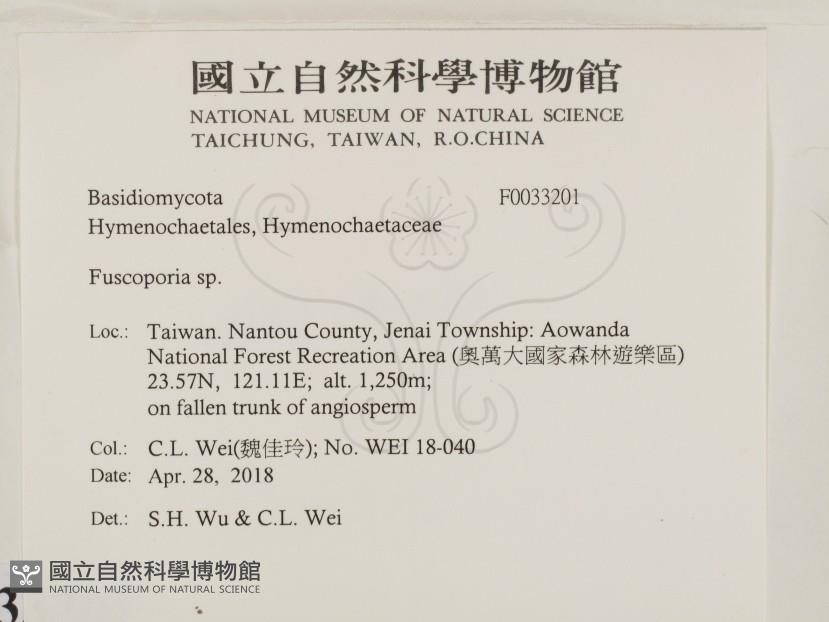 國立自然科學博物館
NATIONAL MUSEUM OF NATURAL SCIENCE
TAICHUNG, TAIWAN, R.O.CHINA
Basidiomycota F0033201
Hymenochaetales, Hymenochaetaceae
Fuscoporia sp.
Loc.: Taiwan. Nantou County, Jenai Township: Aowanda
National Forest Recreation Area (奧萬大國家森林遊樂區)
23.57N, 121.11E; alt. 1,250m;
on fallen trunk of angiosperm
Col.: C.L. Wei(魏佳玲); No. WEI 18-040
Date: Apr. 28, 2018
Det.: S.H. Wu & C.L. Wei
國立自然科學博物館
NATIONAL MUSEUM OF NATURAL SCIENCE
3